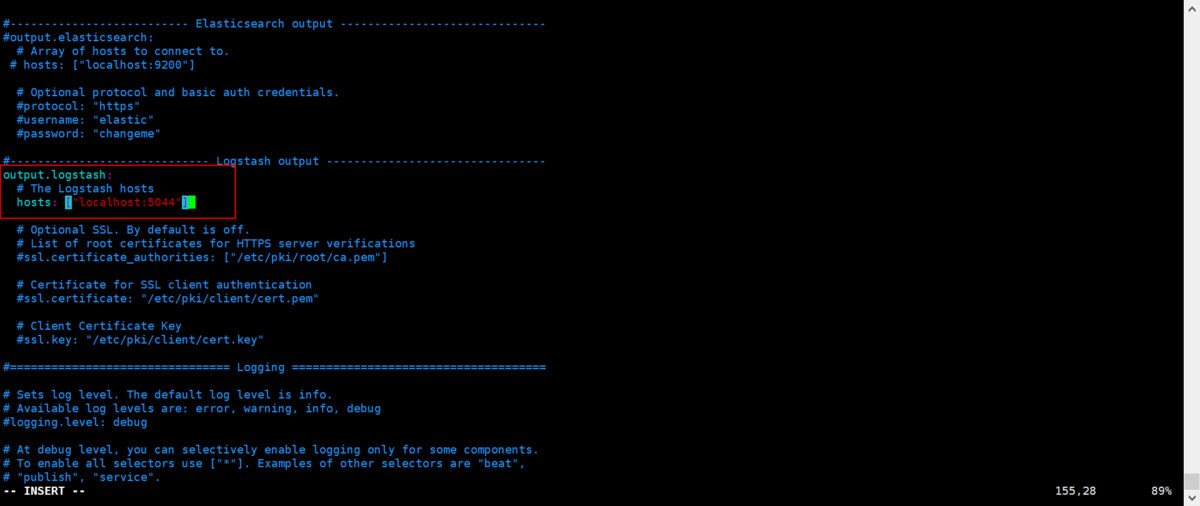 #-------------------------- Elasticsearch output ------------------------------
#output.elasticsearch:
  # Array of hosts to connect to.
 # hosts: ["localhost:9200"]

  # Optional protocol and basic auth credentials.
  #protocol: "https"
  #username: "elastic"
  #password: "changeme"

#----------------------------- Logstash output --------------------------------
output.logstash:
  # The Logstash hosts
  hosts: ["localhost:5044"]

  # Optional SSL. By default is off.
  # List of root certificates for HTTPS server verifications
  #ssl.certificate_authorities: ["/etc/pki/root/ca.pem"]

  # Certificate for SSL client authentication
  #ssl.certificate: "/etc/pki/client/cert.pem"

  # Client Certificate Key
  #ssl.key: "/etc/pki/client/cert.key"

#================================ Logging =====================================

# Sets log level. The default log level is info.
# Available log levels are: error, warning, info, debug
#logging.level: debug

# At debug level, you can selectively enable logging only for some components.
# To enable all selectors use ["*"]. Examples of other selectors are "beat",
# "publish", "service".
-- INSERT -- 155,28 89%